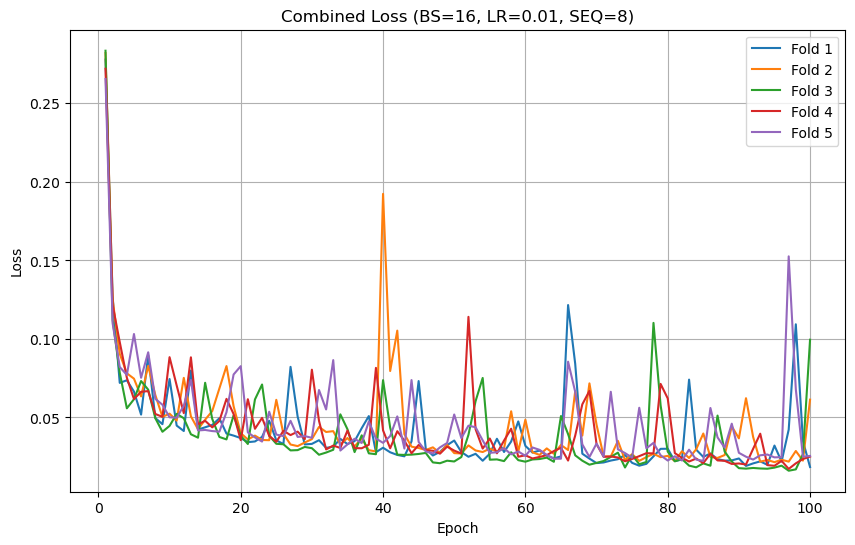 Combined Loss (BS=16, LR=0.01, SEQ=8)
Fold 1
Fold 2
Fold 3
Fold 4
Fold 5
Loss
0.25
0.20
0.15
0.10
0.05
0
20
40
60
80
100
Epoch